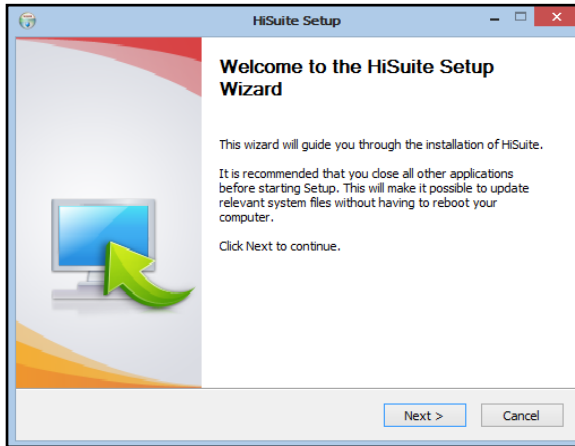 HiSuite Setup
Welcome to the HiSuite Setup
Wizard
This wizard will guide you through the installation of HiSuite.
It is recommended that you close all other applications
before starting Setup. This will make it possible to update
relevant system files without having to reboot your
computer.
Click Next to continue.
Next >
Cancel